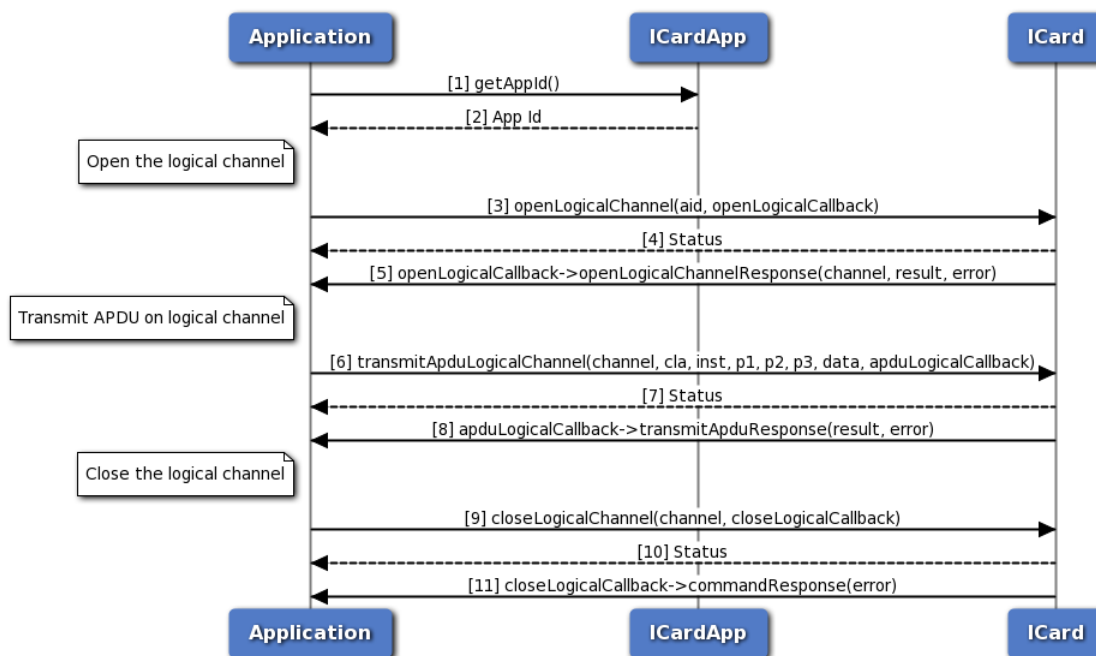 Application ICardApp ICard
[1] getAppId()
[2] App Id
Open the logical channel
[3] openLogicalChannel(aid, openLogicalCallback)
[4] Status
[5] openLogicalCallback->openLogicalChannelResponse(channel, result, error)
Transmit APDU on logical channel
[6] transmitApduLogicalChannel(channel, cla, inst, p1, p2, p3, data, apduLogicalCallback)
[7] Status
[8] apduLogicalCallback->transmitApduResponse(result, error)
Close the logical channel
[9] closeLogicalChannel(channel, closeLogicalCallback)
[10] Status
[11] closeLogicalCallback->commandResponse(error)
Application ICardApp ICard